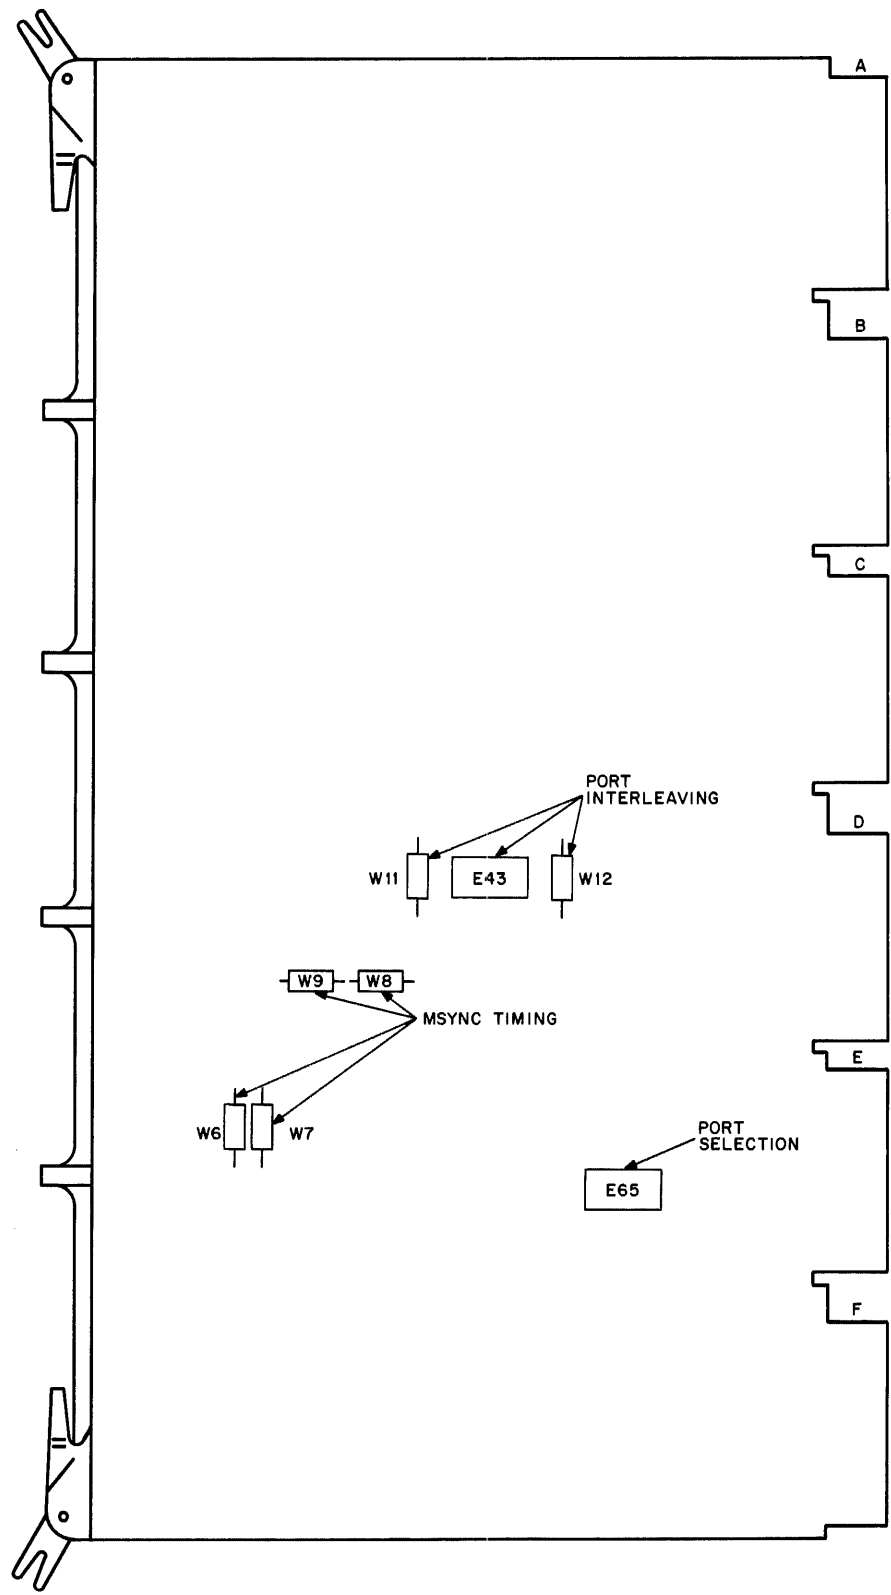 A
B
C
PORT
INTERLEAVING
D
W11
E43
W12
W9
W8
MSYNC TIMING
E
W6
W7
PORT
SELECTION
E65
F